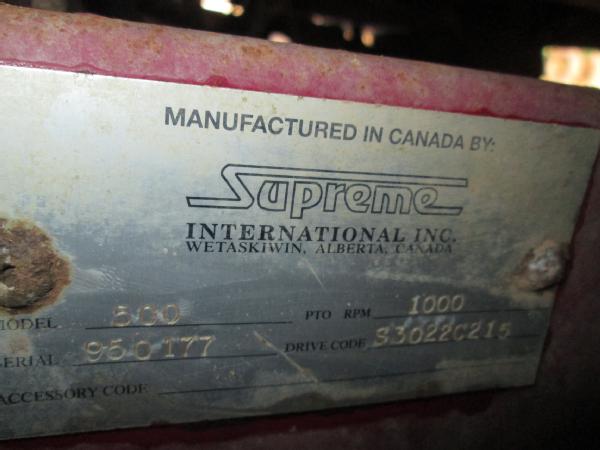 MANUFACTURED IN CANADA BY:
Supreme
INTERNATIONAL INC.
WETASKIWIN, ALBERTA, CANADA
MODEL 500 PTO RPM 1000
SERIAL 950177 DRIVE CODE S3022C215
ACCESSORY CODE